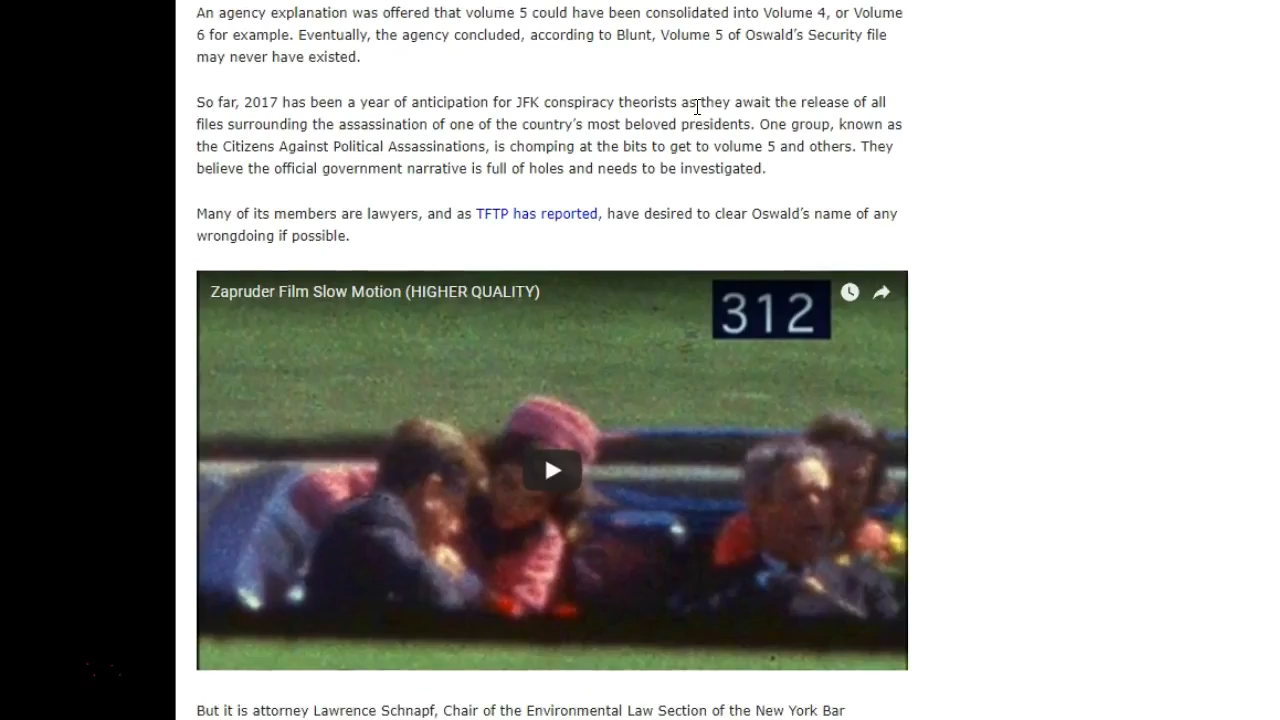 An agency explanation was offered that volume 5 could have been consolidated into Volume 4, or Volume
6 for example. Eventually, the agency concluded, according to Blunt, Volume 5 of Oswald’s Security file
may never have existed.
So far, 2017 has been a year of anticipation for JFK conspiracy theorists as they await the release of all
files surrounding the assassination of one of the country’s most beloved presidents. One group, known as
the Citizens Against Political Assassinations, is chomping at the bits to get to volume 5 and others. They
believe the official government narrative is full of holes and needs to be investigated.
Many of its members are lawyers, and as TFTP has reported, have desired to clear Oswald’s name of any
wrongdoing if possible.
Zapruder Film Slow Motion (HIGHER QUALITY)
312
But it is attorney Lawrence Schnapf, Chair of the Environmental Law Section of the New York Bar